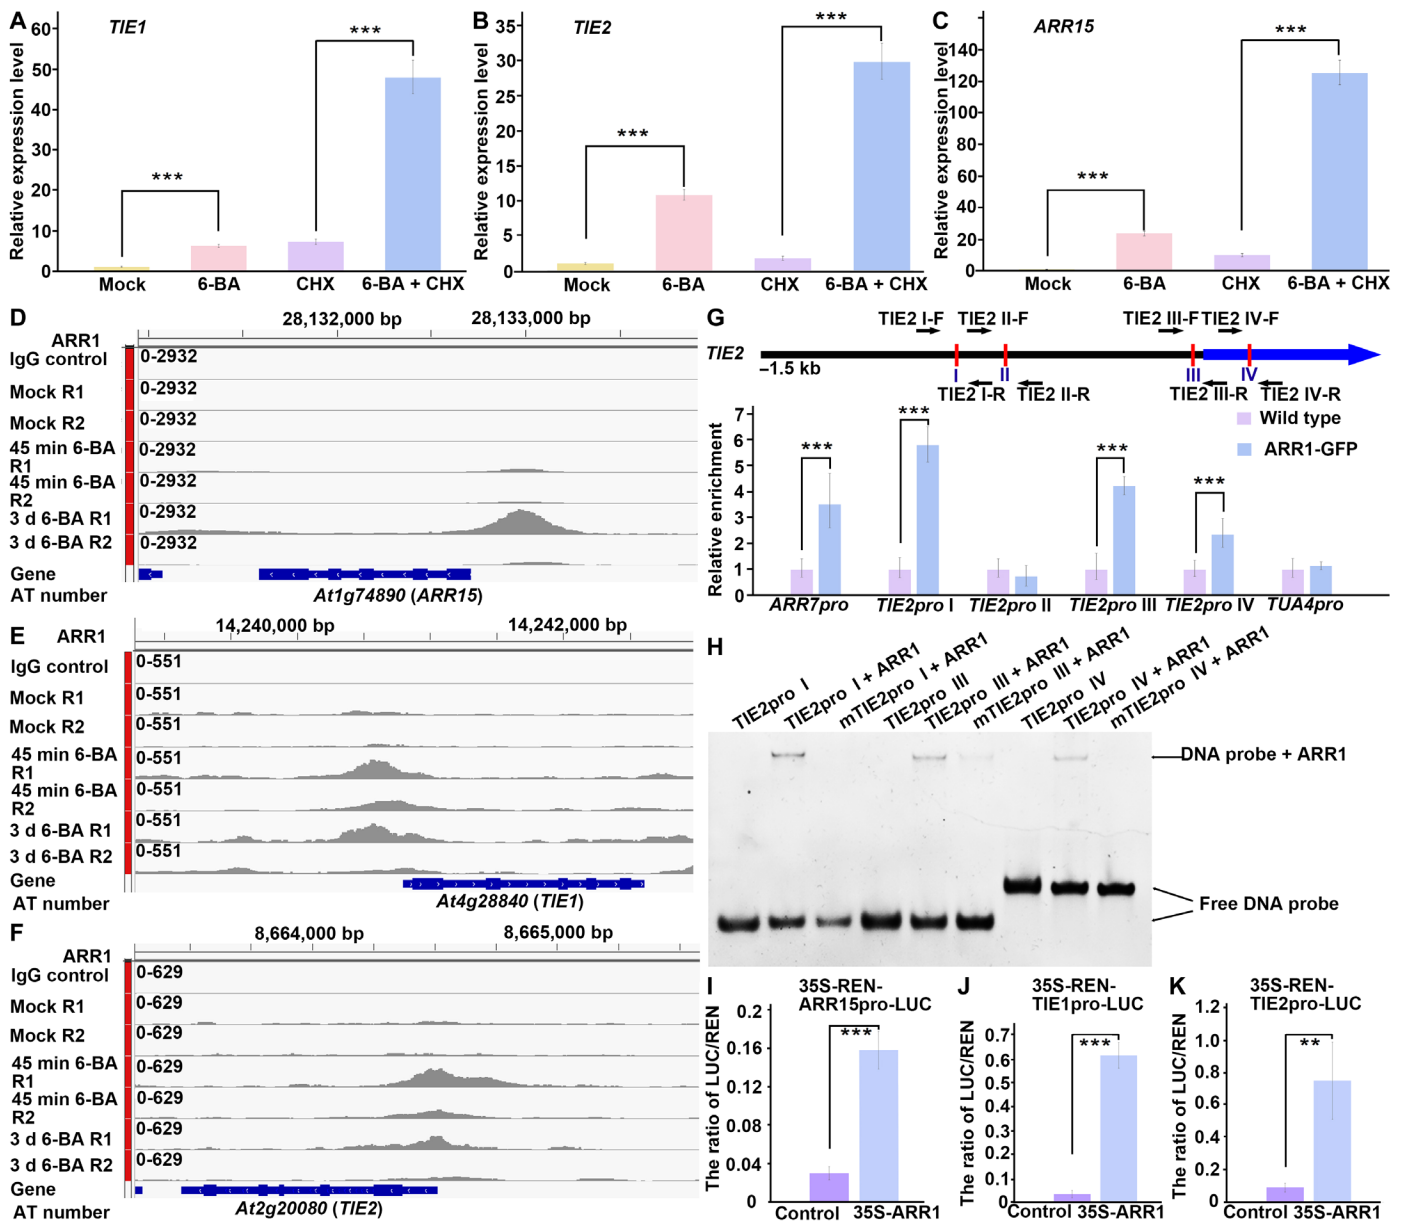 A
TIE1
Relative expression level
60
50
40
30
20
10
0
***
***
Mock 6-BA CHX 6-BA + CHX
B
TIE2
Relative expression level
35
30
25
20
15
10
5
0
***
***
Mock 6-BA CHX 6-BA + CHX
C
ARR15
Relative expression level
140
120
100
80
60
40
20
0
***
***
Mock 6-BA CHX 6-BA + CHX
D
28,132,000 bp 28,133,000 bp
ARR1
IgG control 0-2932
Mock R1 0-2932
Mock R2 0-2932
45 min 6-BA R1 0-2932
45 min 6-BA R2 0-2932
3 d 6-BA R1 0-2932
3 d 6-BA R2 0-2932
Gene
AT number At1g74890 (ARR15)
E
14,240,000 bp 14,242,000 bp
ARR1
IgG control 0-551
Mock R1 0-551
Mock R2 0-551
45 min 6-BA R1 0-551
45 min 6-BA R2 0-551
3 d 6-BA R1 0-551
3 d 6-BA R2 0-551
Gene
AT number At4g28840 (TIE1)
F
8,664,000 bp 8,665,000 bp
ARR1
IgG control 0-629
Mock R1 0-629
Mock R2 0-629
45 min 6-BA R1 0-629
45 min 6-BA R2 0-629
3 d 6-BA R1 0-629
3 d 6-BA R2 0-629
Gene
AT number At2g20080 (TIE2)
G
TIE2 I-F TIE2 II-F TIE2 III-F TIE2 IV-F
TIE2
–1.5 kb
I II III IV
TIE2 I-R TIE2 II-R TIE2 III-R TIE2 IV-R
Wild type
ARR1-GFP
Relative enrichment
7
6
5
4
3
2
1
0
***
***
***
***
ARR7pro TIE2pro I TIE2pro II TIE2pro III TIE2pro IV TUA4pro
H
TIE2pro I
TIE2pro I + ARR1
mTIE2pro I + ARR1
TIE2pro III
TIE2pro III + ARR1
mTIE2pro III + ARR1
TIE2pro IV
TIE2pro IV + ARR1
mTIE2pro IV + ARR1
DNA probe + ARR1
Free DNA probe
I
35S-REN-
ARR15pro-LUC
The ratio of LUC/REN
0.2
0.16
0.12
0.08
0.04
0
***
Control 35S-ARR1
J
35S-REN-
TIE1pro-LUC
The ratio of LUC/REN
0.7
0.6
0.5
0.4
0.3
0.2
0.1
0
***
Control 35S-ARR1
K
35S-REN-
TIE2pro-LUC
The ratio of LUC/REN
1.2
1.0
0.8
0.6
0.4
0.2
0
**
Control 35S-ARR1